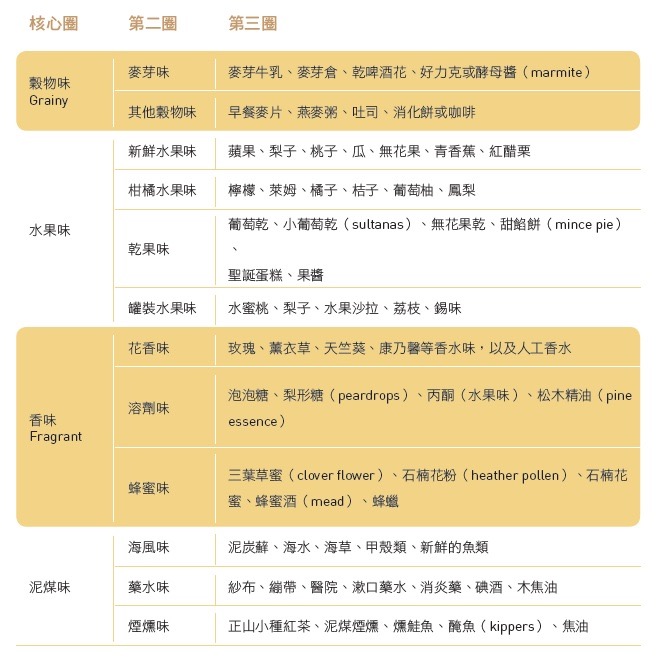 核心圈 第二圈 第三圈
穀物味
Grainy
麥芽味 麥芽牛乳、麥芽倉、乾啤酒花、好力克或酵母醬（marmite）
其他穀物味 早餐麥片、燕麥粥、吐司、消化餅或咖啡
水果味
新鮮水果味 蘋果、梨子、桃子、瓜、無花果、青香蕉、紅醋栗
柑橘水果味 檸檬、萊姆、橘子、桔子、葡萄柚、鳳梨
乾果味 葡萄乾、小葡萄乾（sultanas）、無花果乾、甜餡餅（mince pie）
、
聖誕蛋糕、果醬
罐裝水果味 水蜜桃、梨子、水果沙拉、荔枝、錫味
香味
Fragrant
花香味 玫瑰、薰衣草、天竺葵、康乃馨等香水味，以及人工香水
溶劑味 泡泡糖、梨形糖（peardrops）、丙酮（水果味）、松木精油（pine
essence）
蜂蜜味 三葉草蜜（clover flower）、石楠花粉（heather pollen）、石楠花
蜜、蜂蜜酒（mead）、蜂蠟
泥煤味
海風味 泥炭蘚、海水、海草、甲殼類、新鮮的魚類
藥水味 紗布、繃帶、醫院、漱口藥水、消炎藥、碘酒、木焦油
煙燻味 正山小種紅茶、泥煤煙燻、燻鮭魚、醃魚（kippers）、焦油